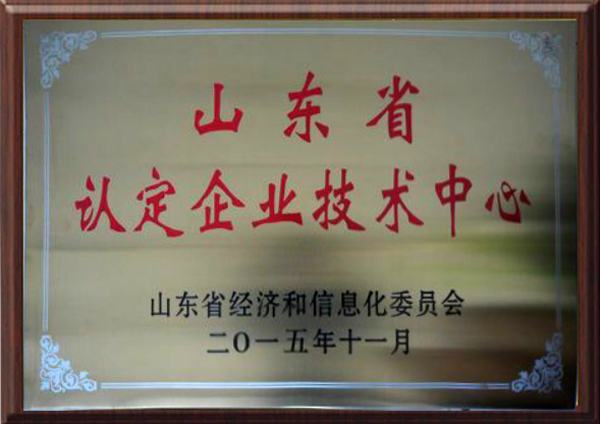 山东省
认定企业技术中心
山东省经济和信息化委员会
二〇一五年十一月